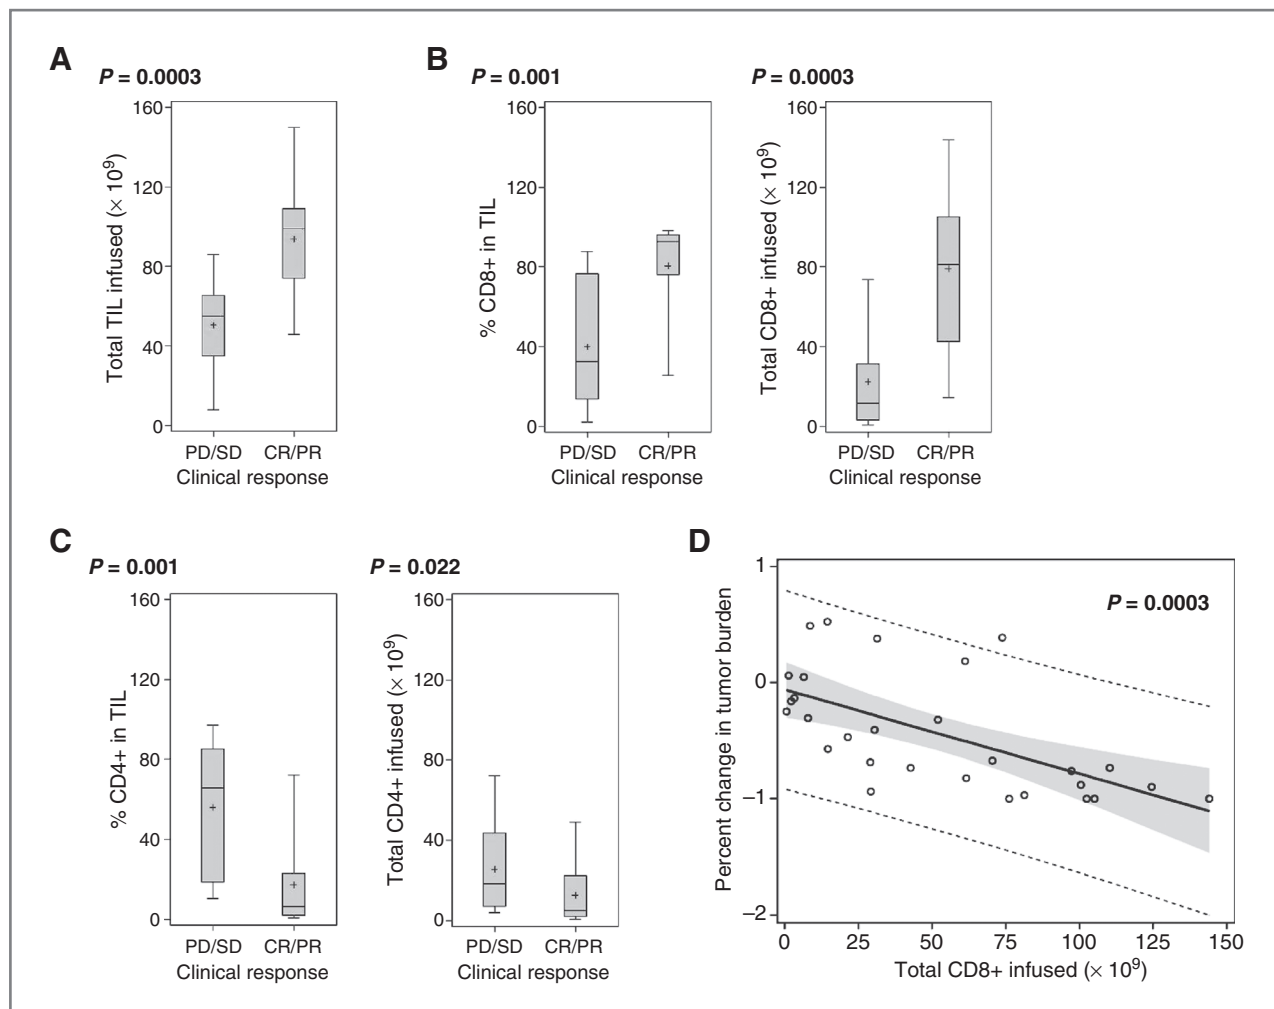 A
P = 0.0003
160
120
80
40
0
Total TIL infused (× 10⁹)
PD/SD CR/PR
Clinical response
B
P = 0.001
160
120
80
40
0
% CD8+ in TIL
PD/SD CR/PR
Clinical response
P = 0.0003
160
120
80
40
0
Total CD8+ infused (× 10⁹)
PD/SD CR/PR
Clinical response
C
P = 0.001
160
120
80
40
0
% CD4+ in TIL
PD/SD CR/PR
Clinical response
P = 0.022
160
120
80
40
0
Total CD4+ infused (× 10⁹)
PD/SD CR/PR
Clinical response
D
P = 0.0003
1
0
−1
−2
Percent change in tumor burden
0 25 50 75 100 125 150
Total CD8+ infused (× 10⁹)